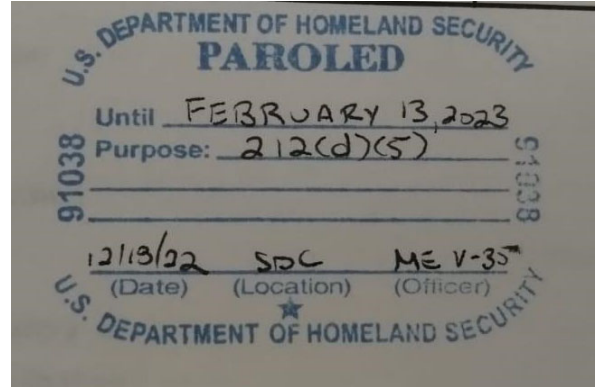 U.S. DEPARTMENT OF HOMELAND SECURITY
PAROLED
Until FEBRUARY 13, 2023
Purpose: 212(d)(5)
91038
91038
12/19/22 SDC ME V-35
(Date) (Location) (Officer)
U.S. DEPARTMENT OF HOMELAND SECURITY